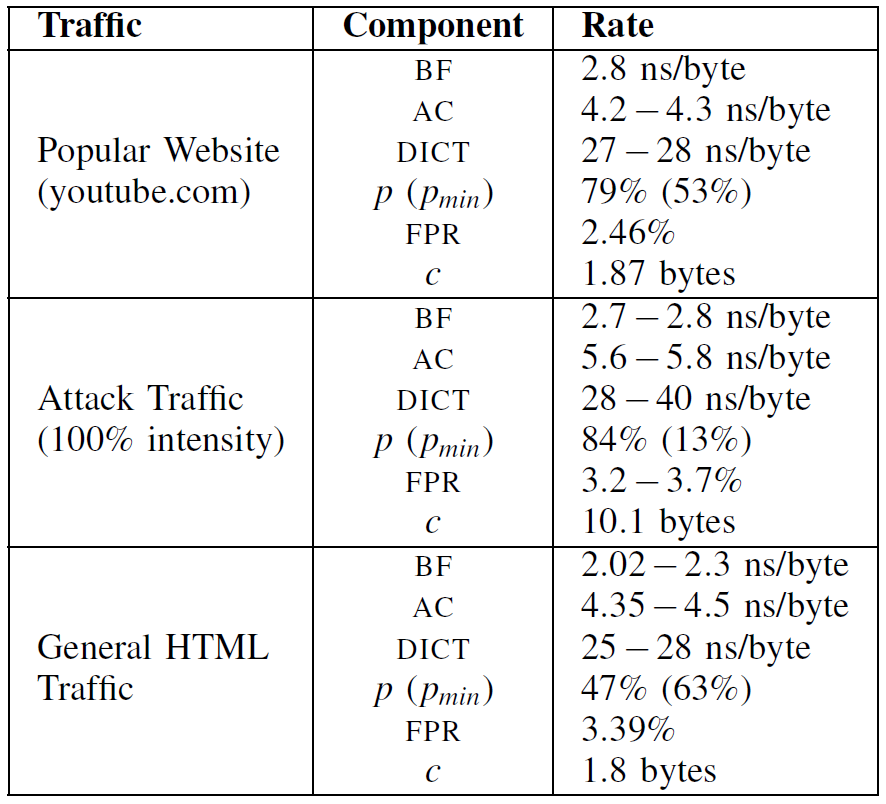 Traffic Component Rate
BF 2.8 ns/byte
AC 4.2 – 4.3 ns/byte
Popular Website DICT 27 – 28 ns/byte
(youtube.com) p (pmin) 79% (53%)
FPR 2.46%
c 1.87 bytes
BF 2.7 – 2.8 ns/byte
AC 5.6 – 5.8 ns/byte
Attack Traffic DICT 28 – 40 ns/byte
(100% intensity) p (pmin) 84% (13%)
FPR 3.2 – 3.7%
c 10.1 bytes
BF 2.02 – 2.3 ns/byte
AC 4.35 – 4.5 ns/byte
General HTML DICT 25 – 28 ns/byte
Traffic p (pmin) 47% (63%)
FPR 3.39%
c 1.8 bytes